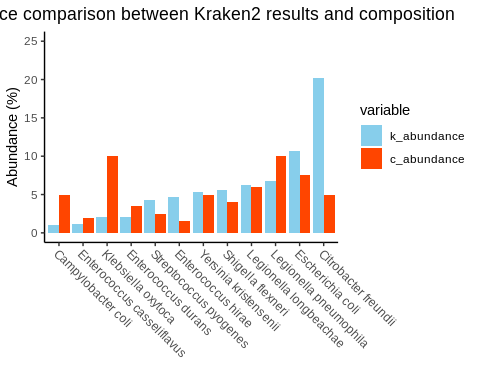 ce comparison between Kraken2 results and composition
25
20
15
10
5
0
Abundance (%)
Campylobacter coli
Enterococcus casseliflavus
Klebsiella oxytoca
Enterococcus durans
Streptococcus pyogenes
Enterococcus hirae
Yersinia kristensenii
Shigella flexneri
Legionella longbeachae
Legionella pneumophila
Escherichia coli
Citrobacter freundii
variable
k_abundance
c_abundance